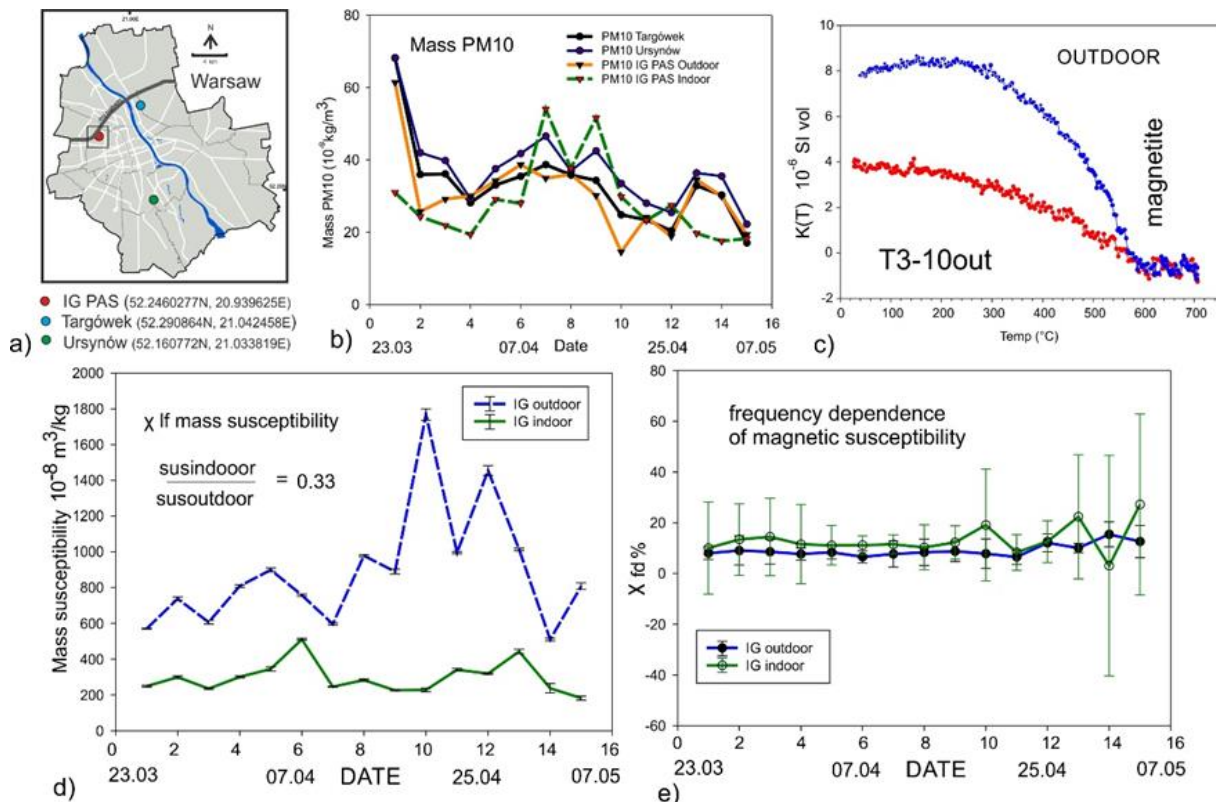 21.00E
N
4 km
Warsaw
IG PAS (52.2460277N, 20.939625E)
Targówek (52.290864N, 21.042458E)
Ursynów (52.160772N, 21.033819E)
a)
80
60
40
20
0
Mass PM10 (10⁻⁹kg/m³)
Mass PM10
PM10 Targówek
PM10 Ursynów
PM10 IG PAS Outdoor
PM10 IG PAS Indoor
0 2 4 6 8 10 12 14 16
23.03 07.04 Date 25.04 07.05
b)
10
8
6
4
2
0
-2
K(T) 10⁻⁶ SI vol
OUTDOOR
magnetite
T3-10out
0 100 200 300 400 500 600 700
Temp (°C)
c)
2000
1800
1600
1400
1200
1000
800
600
400
200
0
Mass susceptibility 10⁻⁸ m³/kg
χ lf mass susceptibility
susindooor
susoutdoor
= 0.33
IG outdoor
IG indoor
0 2 4 6 8 10 12 14 16
23.03 07.04 DATE 25.04 07.05
d)
80
60
40
20
0
-20
-40
-60
χ fd %
frequency dependence
of magnetic susceptibility
IG outdoor
IG indoor
0 2 4 6 8 10 12 14 16
23.03 07.04 DATE 25.04 07.05
e)